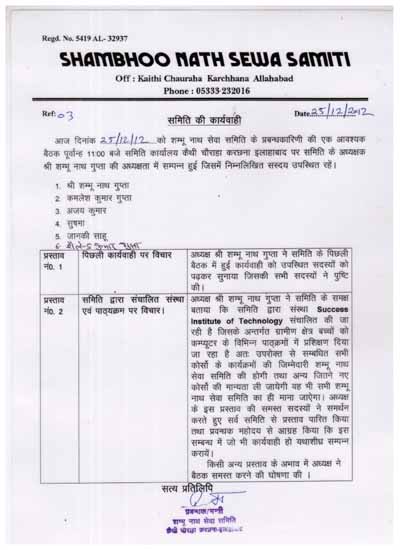 Regd. No. 5419 AL- 32937
SHAMBHOO NATH SEWA SAMITI
Off : Kaithi Chauraha Karchhana Allahabad
Phone : 05333-232016
Ref: 03
Date. 25/12/2012
समिति की कार्यवाही
आज दिनांक 25/12/12 को शम्भू नाथ सेवा समिति के प्रबन्धकारिणी की एक आवश्यक
बैठक पूर्वान्ह 11:00 बजे समिति कार्यालय कैथी चौराहा करछना इलाहाबाद पर समिति के अध्यक्षक
श्री शम्भू नाथ गुप्ता की अध्यक्षता में सम्पन्न हुई जिसमें निम्नलिखित सस्दय उपस्थित रहें।
1. श्री शम्भू नाथ गुप्ता
2. कमलेश कुमार गुप्ता
3. अजय कुमार
4. सुषमा
5. जानकी साहू
6. कुमार गुप्ता
प्रस्ताव नं0. 1
पिछली कार्यवाही पर विचार
अध्यक्ष श्री शम्भू नाथ गुप्ता ने समिति के पिछली
बैठक में हुई कार्यवाही को उपस्थित सदस्यों को
पढ़कर सुनाया जिसकी सभी सदस्यों ने पुष्टि
की।
प्रस्ताव नं0. 2
समिति द्वारा संचालित संस्था
एवं पाठ्यक्रम पर विचार।
अध्यक्ष श्री शम्भू नाथ गुप्ता ने समिति के समक्ष
बताया कि समिति द्वारा संस्था Success
Institute of Technology संचालित की जा
रही है जिसके अन्तर्गत ग्रामीण क्षेत्र बच्चों को
कम्प्यूटर के विभिन्न पाठ्क्रमों में प्रशिक्षण दिया
जा रहा है अतः उपरोक्त से सम्बधित सभी
कोर्सो के कार्यक्रमों की जिम्मेदारी शम्भू नाथ
सेवा समिति की होगी तथा अन्य जितने नए
कोर्सो की मान्यता ली जायेगी वह भी सभी शम्भू
नाथ सेवा समिति का ही माना जाऐगा। अध्यक्ष
के इस प्रस्ताव की समस्त सदस्यों ने समर्थन
करते हुए सर्व समिति से प्रस्ताव पारित किया
तथा प्रवन्धक महोदय से आग्रह किया कि इस
सम्बन्ध में जो भी कार्यवाही हो यथाशीघ्र सम्पन्न
करायें।
किसी अन्य प्रस्ताव के अभाव में अध्यक्ष ने
बैठक समस्त करने की घोषणा की ।
सत्य प्रतिलिपि
प्रबन्धक/मन्त्री
शम्भू नाथ सेवा समिति
कैथी चौराहा करछना-इलाहाबाद